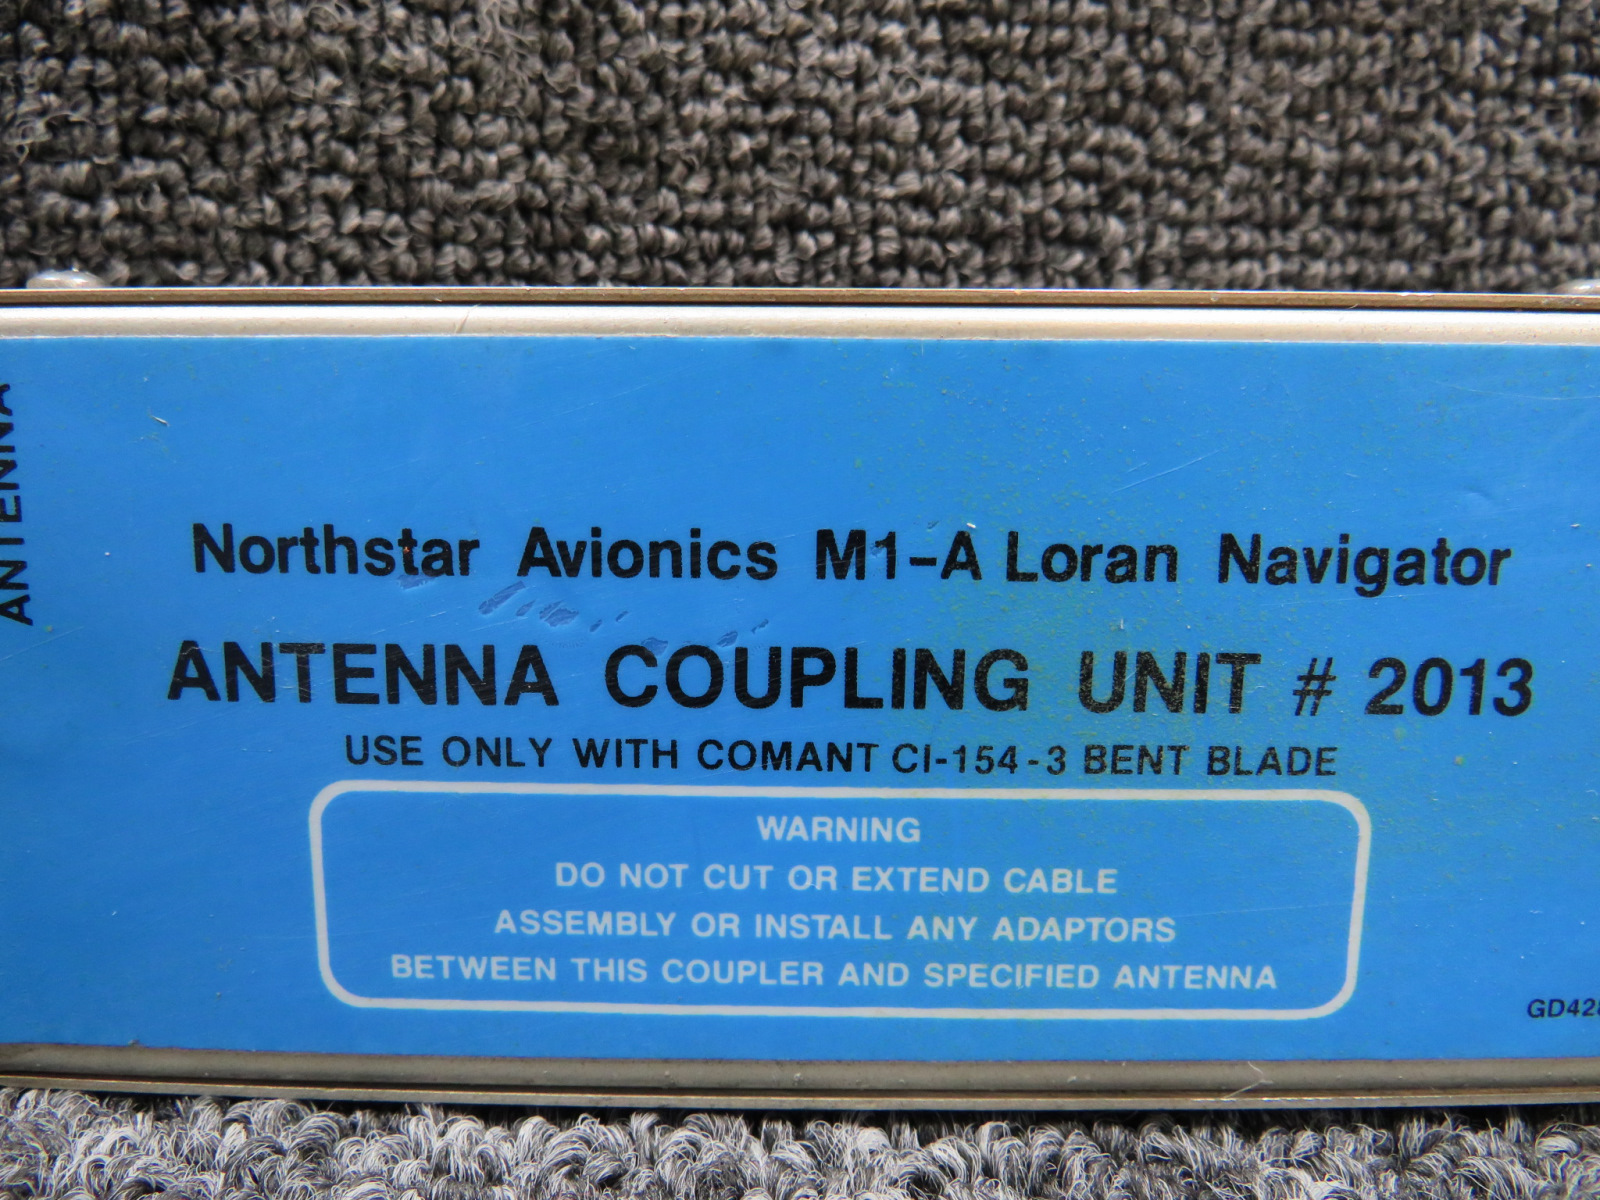 ANTENNA
Northstar Avionics M1-A Loran Navigator
ANTENNA COUPLING UNIT # 2013
USE ONLY WITH COMANT CI-154-3 BENT BLADE
WARNING
DO NOT CUT OR EXTEND CABLE
ASSEMBLY OR INSTALL ANY ADAPTORS
BETWEEN THIS COUPLER AND SPECIFIED ANTENNA